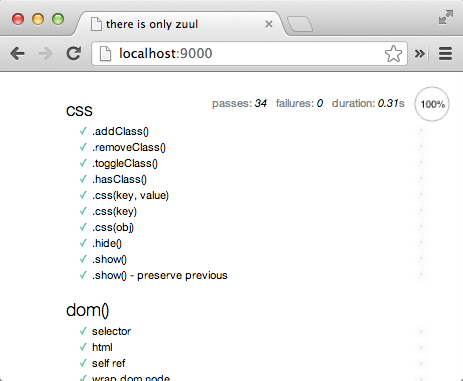 there is only zuul
localhost:9000
passes: 34 failures: 0 duration: 0.31s 100%
css
✓ .addClass()
✓ .removeClass()
✓ .toggleClass()
✓ .hasClass()
✓ .css(key, value)
✓ .css(key)
✓ .css(obj)
✓ .hide()
✓ .show()
✓ .show() - preserve previous
dom()
✓ selector
✓ html
✓ self ref
✓ wrap dom node